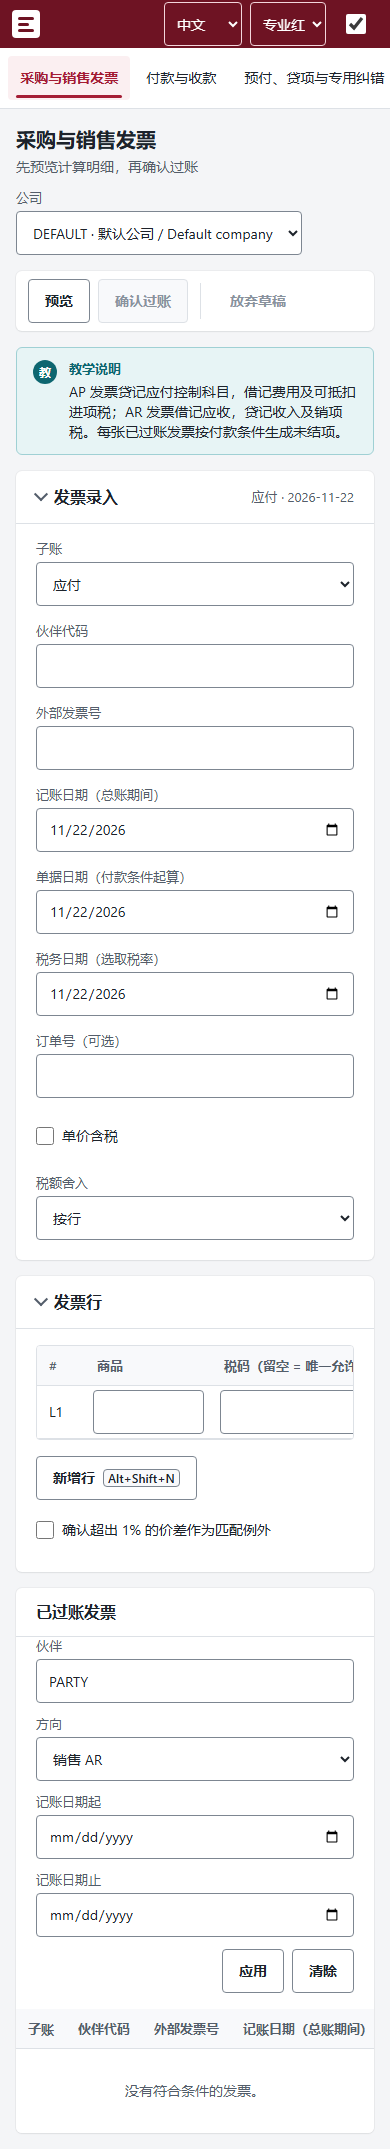 中文
专业红
采购与销售发票
付款与收款
预付、贷项与专用纠错
采购与销售发票
先预览计算明细，再确认过账
公司
DEFAULT · 默认公司 / Default company
预览
确认过账
放弃草稿
教
教学说明
AP 发票贷记应付控制科目，借记费用及可抵扣
进项税；AR 发票借记应收，贷记收入及销项
税。每张已过账发票按付款条件生成未结项。
发票录入
应付 · 2026-11-22
子账
应付
伙伴代码
外部发票号
记账日期（总账期间）
11/22/2026
单据日期（付款条件起算）
11/22/2026
税务日期（选取税率）
11/22/2026
订单号（可选）
单价含税
税额舍入
按行
发票行
#
商品
税码（留空 = 唯一允许
L1
新增行 Alt+Shift+N
确认超出 1% 的价差作为匹配例外
已过账发票
伙伴
PARTY
方向
销售 AR
记账日期起
mm/dd/yyyy
记账日期止
mm/dd/yyyy
应用
清除
子账
伙伴代码
外部发票号
记账日期（总账期间）
没有符合条件的发票。